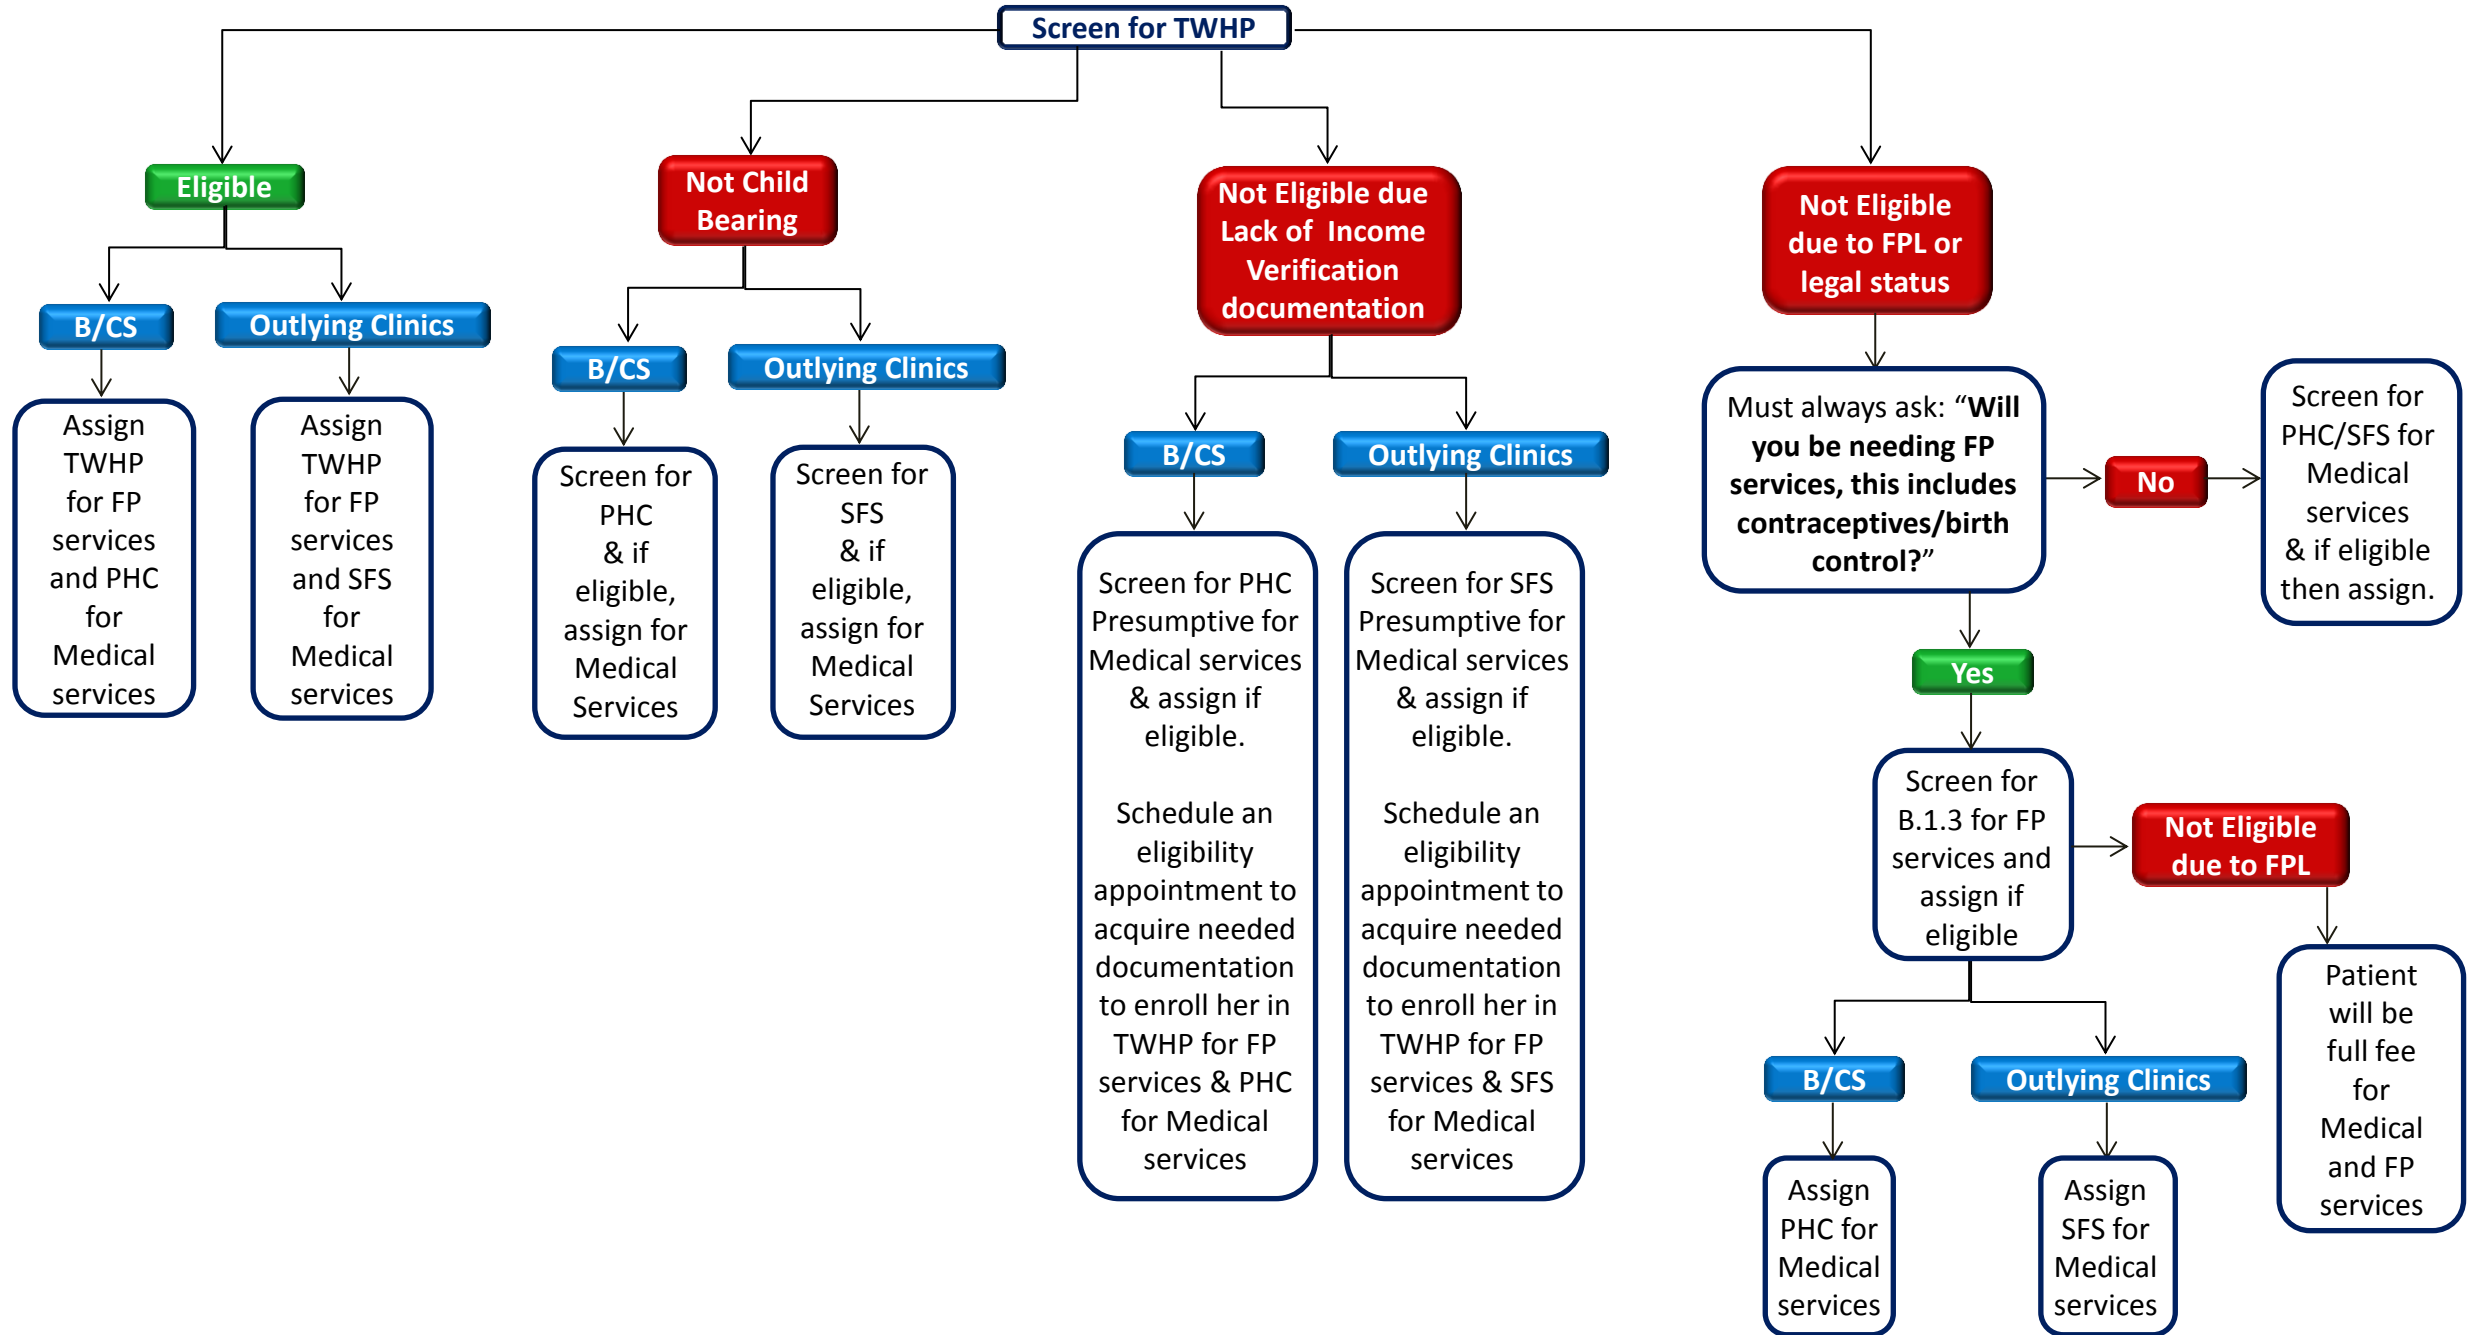 Screen for TWHP
Eligible
B/CS
Assign
TWHP
for FP
services
and PHC
for
Medical
services
Outlying Clinics
Assign
TWHP
for FP
services
and SFS
for
Medical
services
Not Child
Bearing
B/CS
Screen for
PHC
& if
eligible,
assign for
Medical
Services
Outlying Clinics
Screen for
SFS
& if
eligible,
assign for
Medical
Services
Not Eligible due
Lack of Income
Verification
documentation
B/CS
Screen for PHC
Presumptive for
Medical services
& assign if
eligible.
Schedule an
eligibility
appointment to
acquire needed
documentation
to enroll her in
TWHP for FP
services & PHC
for Medical
services
Outlying Clinics
Screen for SFS
Presumptive for
Medical services
& assign if
eligible.
Schedule an
eligibility
appointment to
acquire needed
documentation
to enroll her in
TWHP for FP
services & SFS
for Medical
services
Not Eligible
due to FPL or
legal status
Must always ask: “Will
you be needing FP
services, this includes
contraceptives/birth
control?”
No
Screen for
PHC/SFS for
Medical
services
& if eligible
then assign.
Yes
Screen for
B.1.3 for FP
services and
assign if
eligible
Not Eligible
due to FPL
Patient
will be
full fee
for
Medical
and FP
services
B/CS
Assign
PHC for
Medical
services
Outlying Clinics
Assign
SFS for
Medical
services